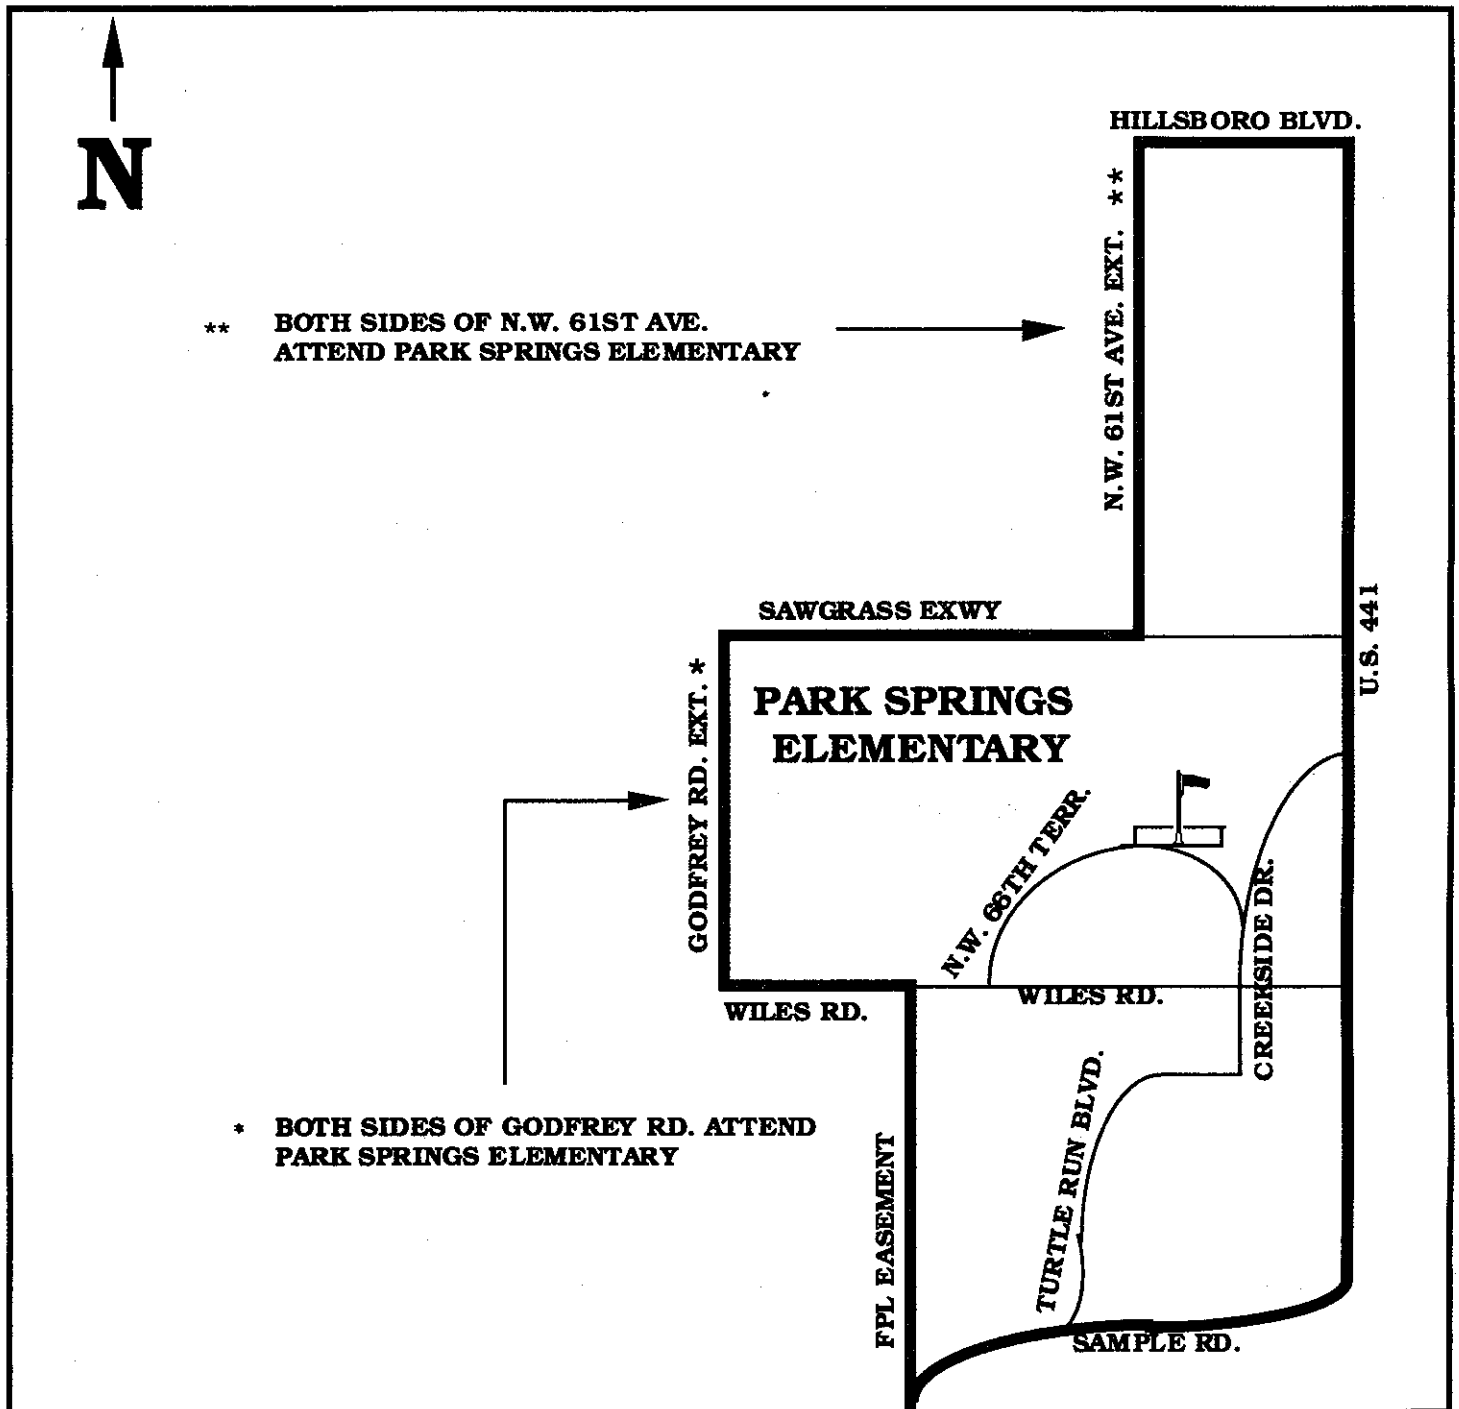 N
HILLSBORO BLVD.
N.W. 61ST AVE. EXT. **
** BOTH SIDES OF N.W. 61ST AVE.
ATTEND PARK SPRINGS ELEMENTARY
SAWGRASS EXWY
U.S. 441
GODFREY RD. EXT. *
PARK SPRINGS
ELEMENTARY
N.W. 66TH TERR.
CREEKSIDE DR.
WILES RD.
WILES RD.
TURTLE RUN BLVD.
* BOTH SIDES OF GODFREY RD. ATTEND
PARK SPRINGS ELEMENTARY
FPL EASEMENT
SAMPLE RD.